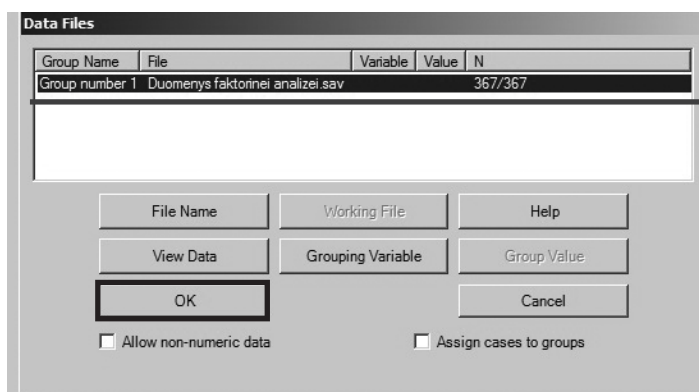 Data Files
Group Name File Variable Value N
Group number 1 Duomenys faktorinei analizei.sav 367/367
File Name Working File Help
View Data Grouping Variable Group Value
OK Cancel
Allow non-numeric data Assign cases to groups